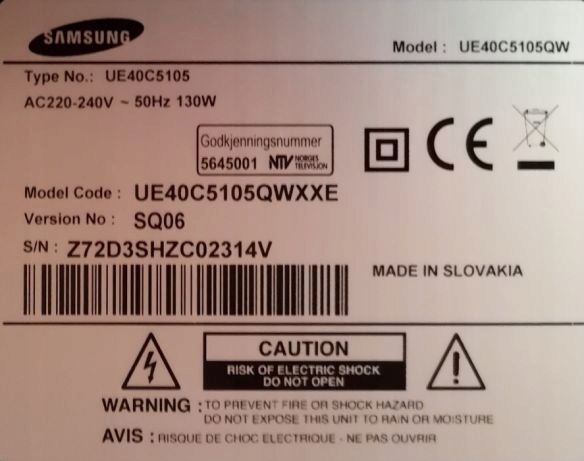 SAMSUNG
Model : UE40C5105QW
Type No.: UE40C5105
AC220-240V ~ 50Hz 130W
Godkjenningsnummer
5645001 NTV NORGES TELEVISJON
CE
Model Code : UE40C5105QWXXE
Version No : SQ06
S/N : Z72D3SHZC02314V
MADE IN SLOVAKIA
CAUTION
RISK OF ELECTRIC SHOCK
DO NOT OPEN
WARNING : TO PREVENT FIRE OR SHOCK HAZARD
DO NOT EXPOSE THIS UNIT TO RAIN OR MOISTURE
AVIS : RISQUE DE CHOC ELECTRIQUE - NE PAS OUVRIR